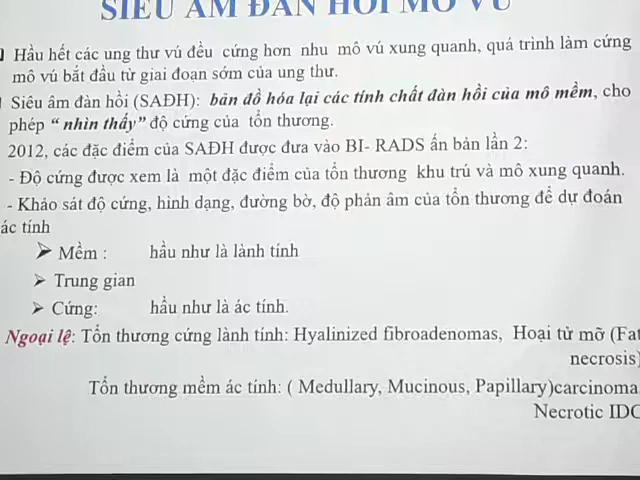 SIÊU ÂM ĐÀN HỒI MÔ VÚ
Hầu hết các ung thư vú đều cứng hơn nhu mô vú xung quanh, quá trình làm cứng
mô vú bắt đầu từ giai đoạn sớm của ung thư.
Siêu âm đàn hồi (SAĐH): bản đồ hóa lại các tính chất đàn hồi của mô mềm, cho
phép “ nhìn thấy” độ cứng của tổn thương.
2012, các đặc điểm của SAĐH được đưa vào BI- RADS ấn bản lần 2:
- Độ cứng được xem là một đặc điểm của tổn thương khu trú và mô xung quanh.
- Khảo sát độ cứng, hình dạng, đường bờ, độ phản âm của tổn thương để dự đoán
ác tính
➢ Mềm : hầu như là lành tính
➢ Trung gian
➢ Cứng: hầu như là ác tính.
Ngoại lệ: Tổn thương cứng lành tính: Hyalinized fibroadenomas, Hoại tử mỡ (Fat
necrosis)
Tổn thương mềm ác tính: ( Medullary, Mucinous, Papillary)carcinoma
Necrotic IDC